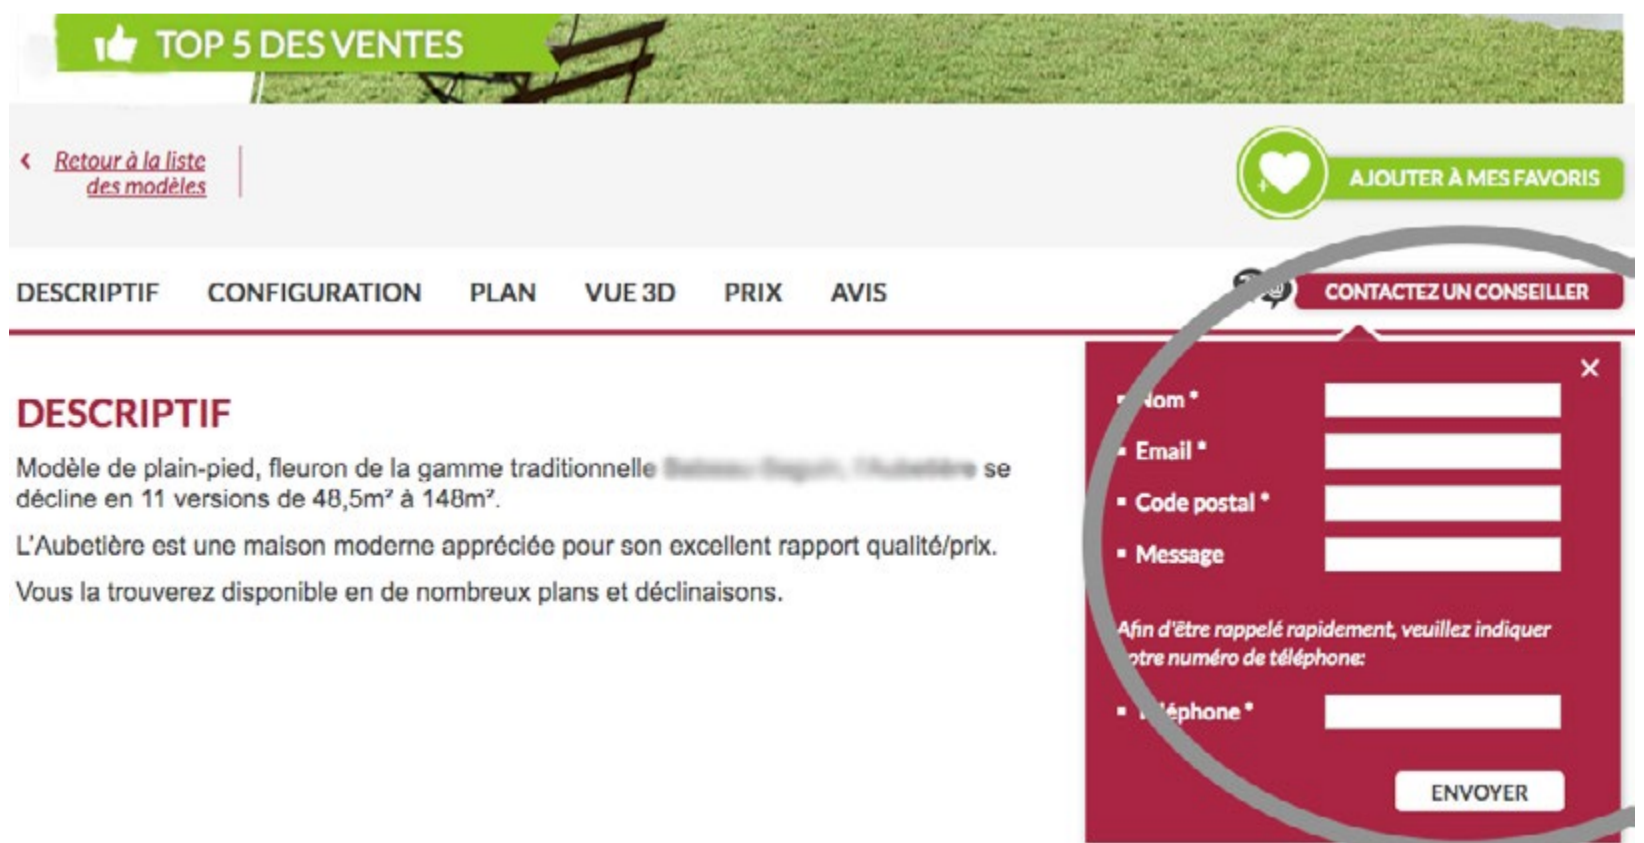 TOP 5 DES VENTES
‹ Retour à la liste
des modèles
AJOUTER À MES FAVORIS
DESCRIPTIF CONFIGURATION PLAN VUE 3D PRIX AVIS
CONTACTEZ UN CONSEILLER
DESCRIPTIF
Modèle de plain-pied, fleuron de la gamme traditionnelle se
décline en 11 versions de 48,5m² à 148m².
L'Aubetière est une maison moderne appréciée pour son excellent rapport qualité/prix.
Vous la trouverez disponible en de nombreux plans et déclinaisons.
×
▪ Nom *
▪ Email *
▪ Code postal *
▪ Message
Afin d'être rappelé rapidement, veuillez indiquer
votre numéro de téléphone:
▪ Téléphone *
ENVOYER